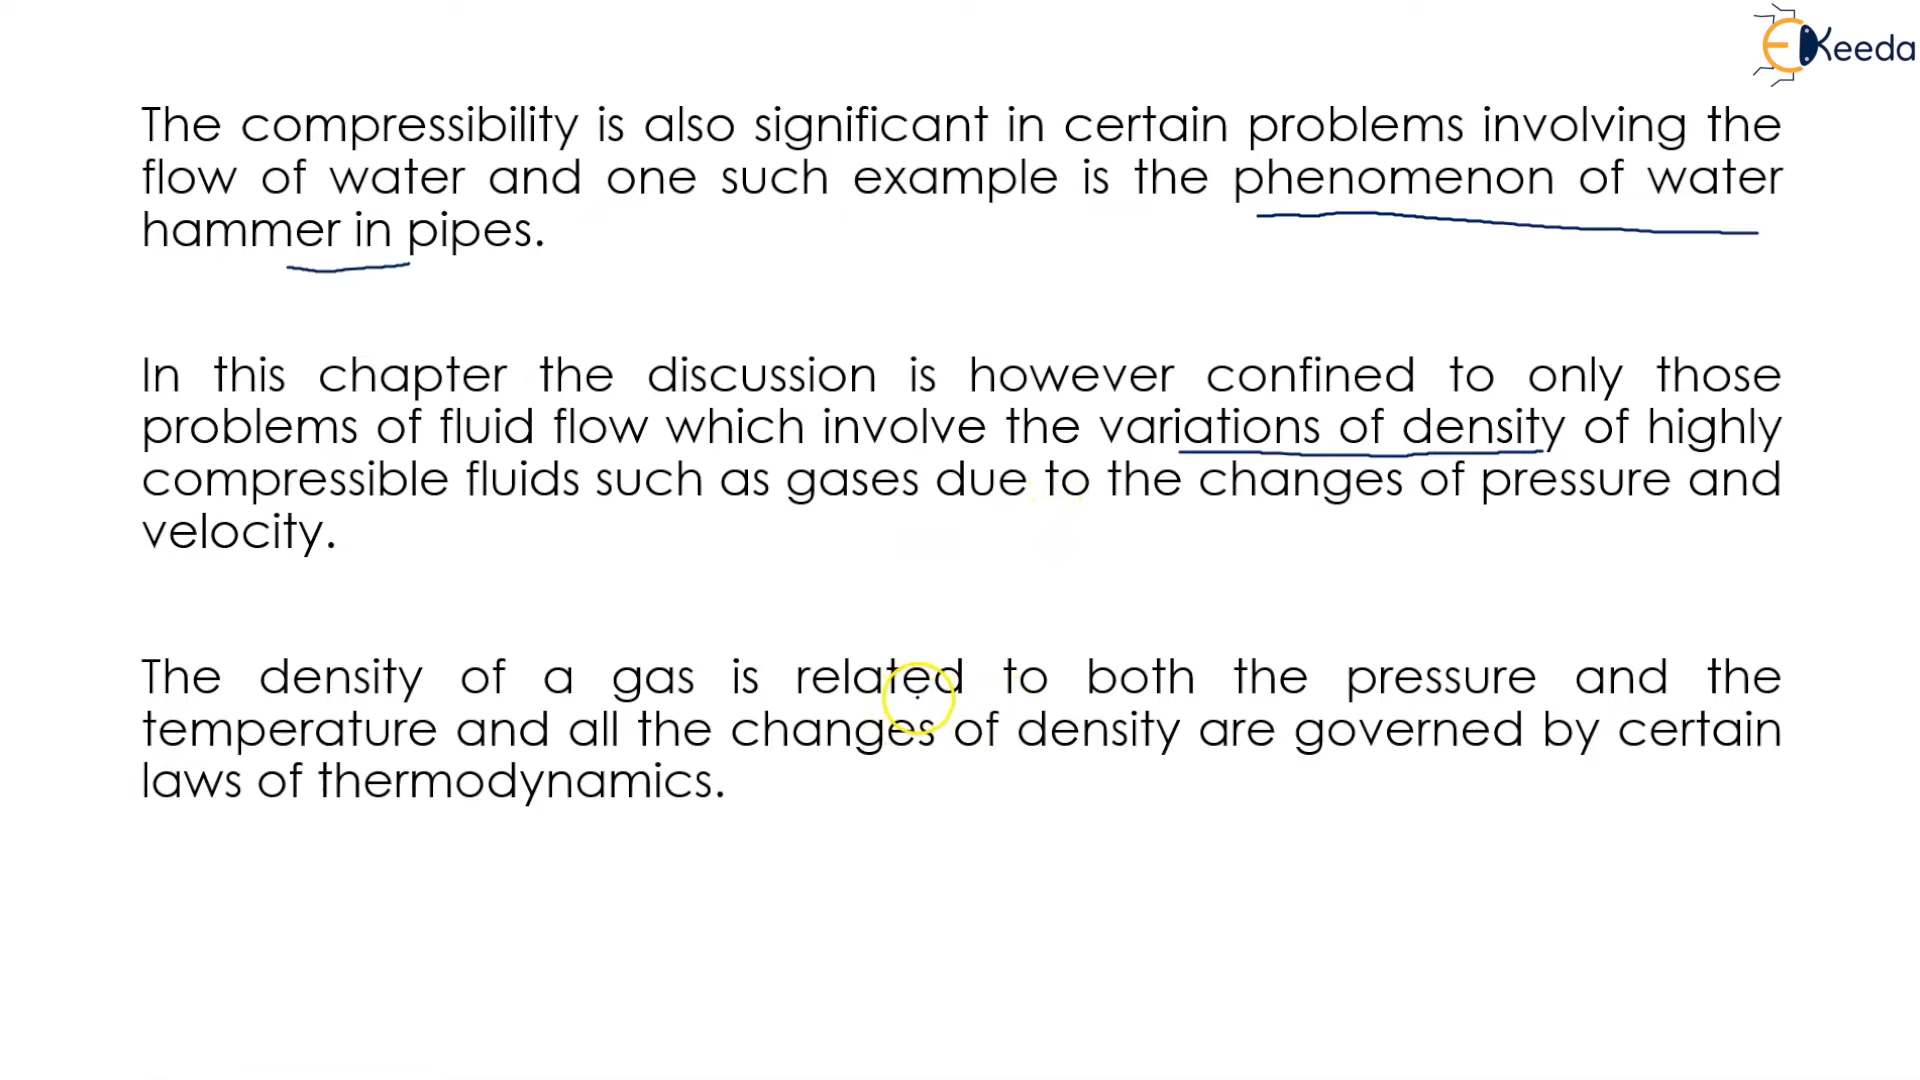 EKeeda
The compressibility is also significant in certain problems involving the
flow of water and one such example is the phenomenon of water
hammer in pipes.
In this chapter the discussion is however confined to only those
problems of fluid flow which involve the variations of density of highly
compressible fluids such as gases due to the changes of pressure and
velocity.
The density of a gas is related to both the pressure and the
temperature and all the changes of density are governed by certain
laws of thermodynamics.